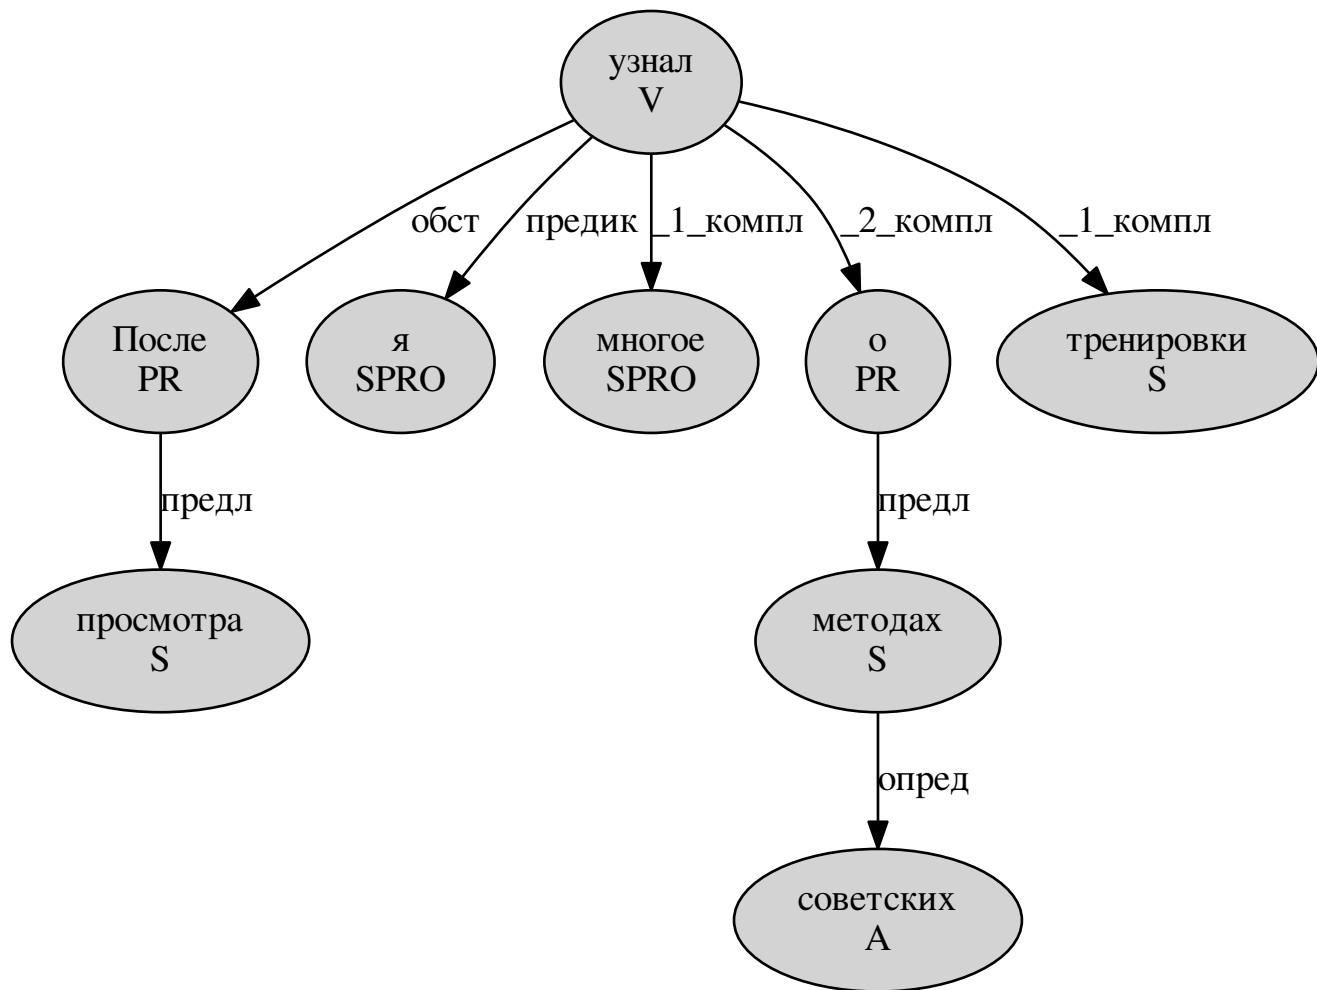 узнал
V
обст
предик
_1_компл
_2_компл
_1_компл
После
PR
я
SPRO
многое
SPRO
о
PR
тренировки
S
предл
предл
просмотра
S
методах
S
опред
советских
A